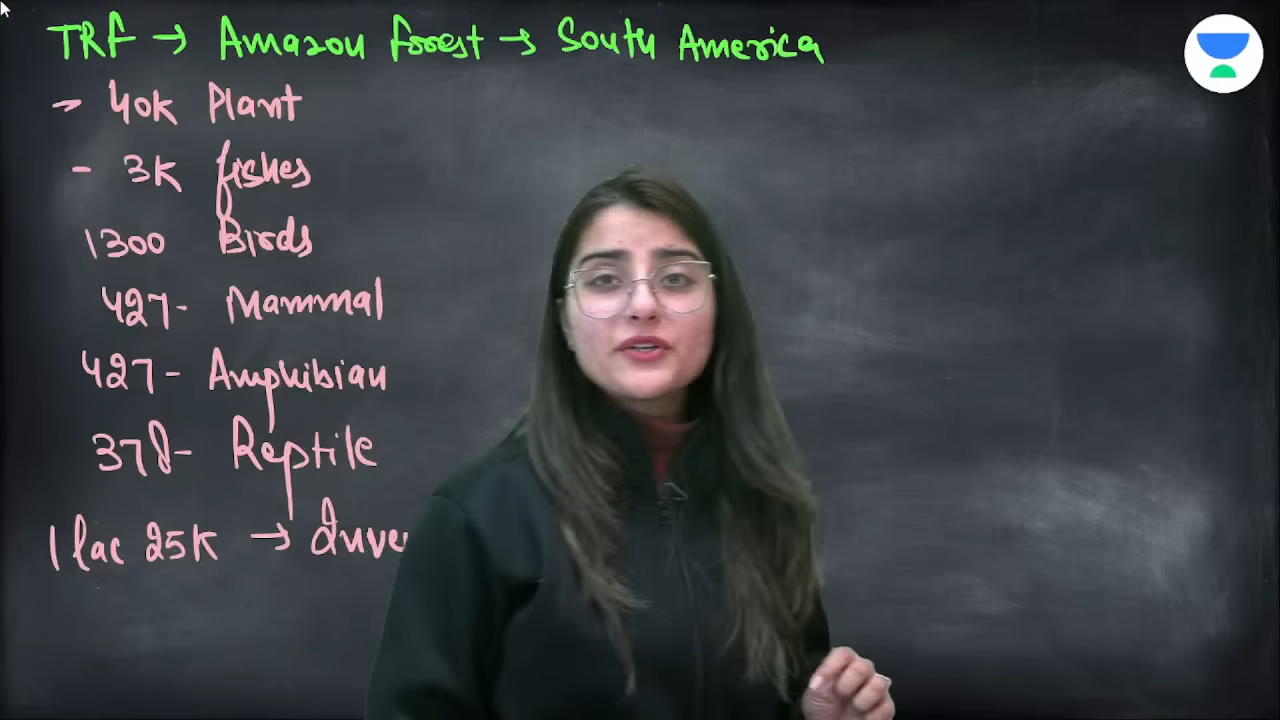 TRF → Amazon Forest → South America
→ 40K Plant
- 3K fishes
1300 Birds
427- Mammal
427- Amphibian
378- Reptile
1 lac 25K → Inve